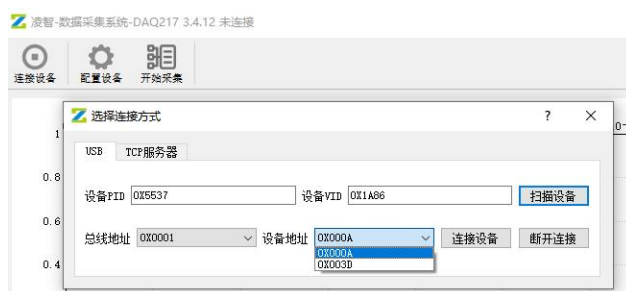 凌智-数据采集系统-DAQ217 3.4.12 未连接
连接设备 配置设备 开始采集
选择连接方式 ? ×
1
USB TCP服务器
0.8
设备PID 0X5537 设备VID 0X1A86 扫描设备
0.6
总线地址 0X0001 设备地址 0X000A 连接设备 断开连接
0X000A
0X003D
0.4